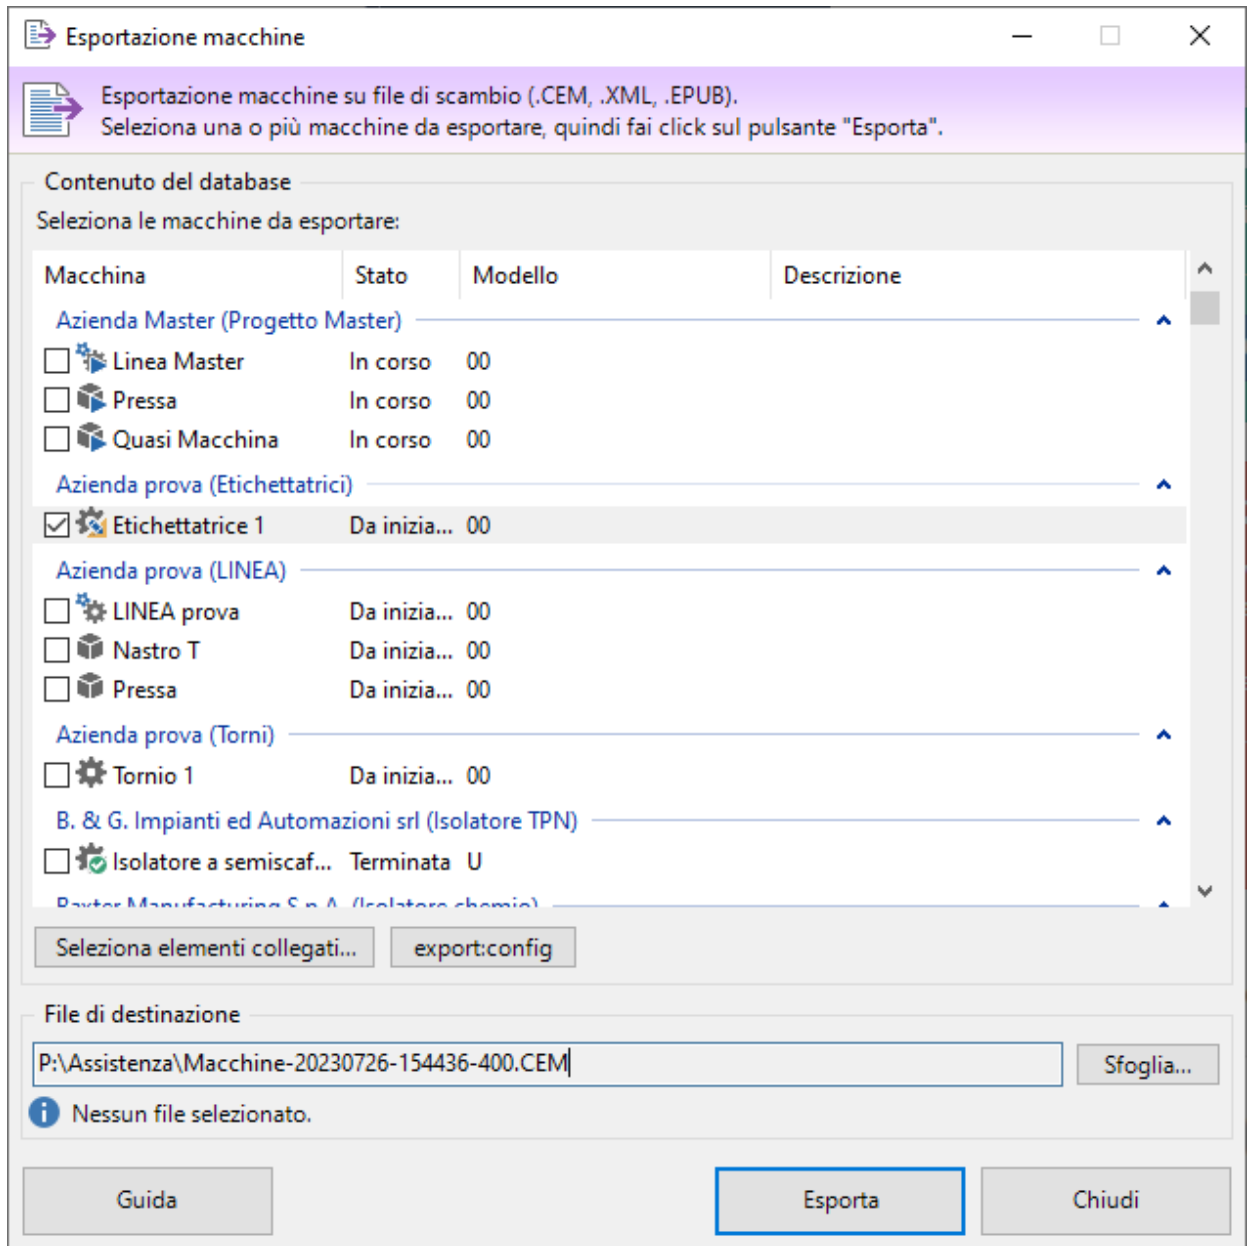 Esportazione macchine
Esportazione macchine su file di scambio (.CEM, .XML, .EPUB).
Seleziona una o più macchine da esportare, quindi fai click sul pulsante "Esporta".
Contenuto del database
Seleziona le macchine da esportare:
Macchina Stato Modello Descrizione
Azienda Master (Progetto Master)
Linea Master In corso 00
Pressa In corso 00
Quasi Macchina In corso 00
Azienda prova (Etichettatrici)
Etichettatrice 1 Da inizia... 00
Azienda prova (LINEA)
LINEA prova Da inizia... 00
Nastro T Da inizia... 00
Pressa Da inizia... 00
Azienda prova (Torni)
Tornio 1 Da inizia... 00
B. & G. Impianti ed Automazioni srl (Isolatore TPN)
Isolatore a semiscaf... Terminata U
Baxter Manufacturing S.p.A. (Isolatore chemio)
Seleziona elementi collegati... export:config
File di destinazione
P:\Assistenza\Macchine-20230726-154436-400.CEM Sfoglia...
Nessun file selezionato.
Guida Esporta Chiudi